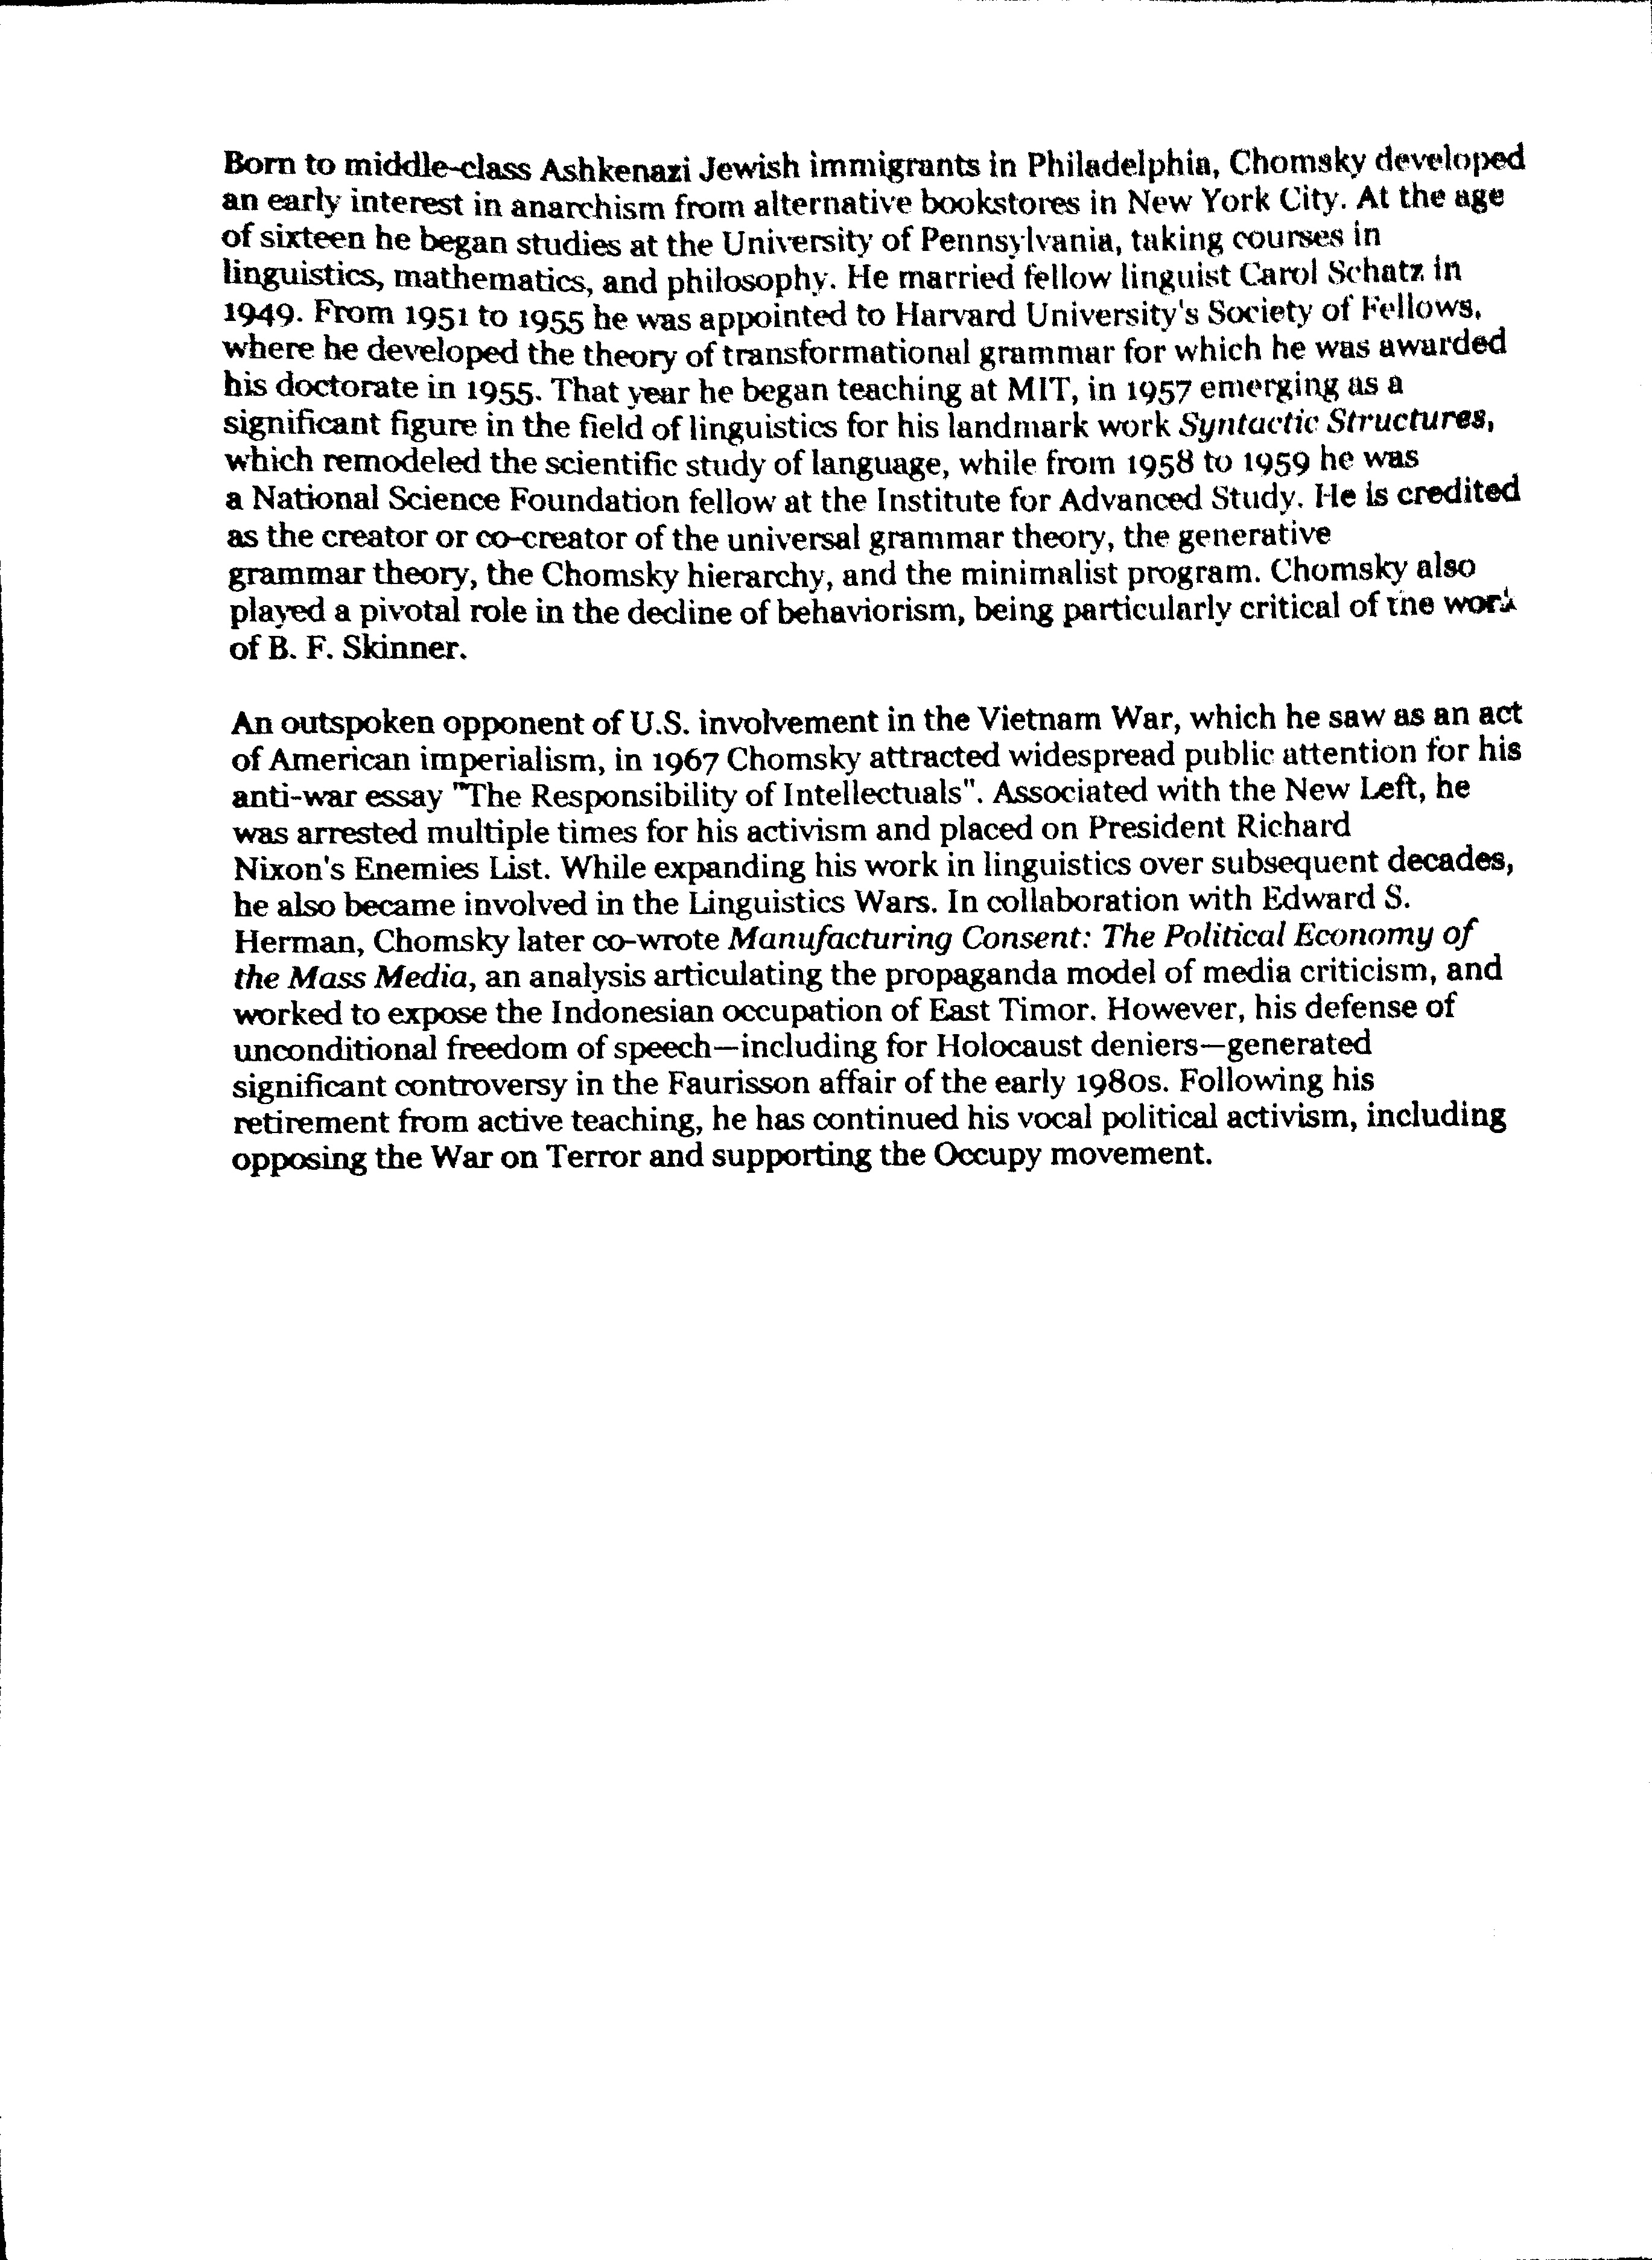 Born to middle-class Ashkenazi Jewish immigrants in Philadelphia, Chomsky developed
an early interest in anarchism from alternative bookstores in New York City. At the age
of sixteen he began studies at the University of Pennsylvania, taking courses in
linguistics, mathematics, and philosophy. He married fellow linguist Carol Schatz in
1949. From 1951 to 1955 he was appointed to Harvard University's Society of Fellows,
where he developed the theory of transformational grammar for which he was awarded
his doctorate in 1955. That year he began teaching at MIT, in 1957 emerging as a
significant figure in the field of linguistics for his landmark work Syntactic Structures,
which remodeled the scientific study of language, while from 1958 to 1959 he was
a National Science Foundation fellow at the Institute for Advanced Study. He is credited
as the creator or co-creator of the universal grammar theory, the generative
grammar theory, the Chomsky hierarchy, and the minimalist program. Chomsky also
played a pivotal role in the decline of behaviorism, being particularly critical of the work
of B. F. Skinner.

An outspoken opponent of U.S. involvement in the Vietnam War, which he saw as an act
of American imperialism, in 1967 Chomsky attracted widespread public attention for his
anti-war essay "The Responsibility of Intellectuals". Associated with the New Left, he
was arrested multiple times for his activism and placed on President Richard
Nixon's Enemies List. While expanding his work in linguistics over subsequent decades,
he also became involved in the Linguistics Wars. In collaboration with Edward S.
Herman, Chomsky later co-wrote Manufacturing Consent: The Political Economy of
the Mass Media, an analysis articulating the propaganda model of media criticism, and
worked to expose the Indonesian occupation of East Timor. However, his defense of
unconditional freedom of speech—including for Holocaust deniers—generated
significant controversy in the Faurisson affair of the early 1980s. Following his
retirement from active teaching, he has continued his vocal political activism, including
opposing the War on Terror and supporting the Occupy movement.